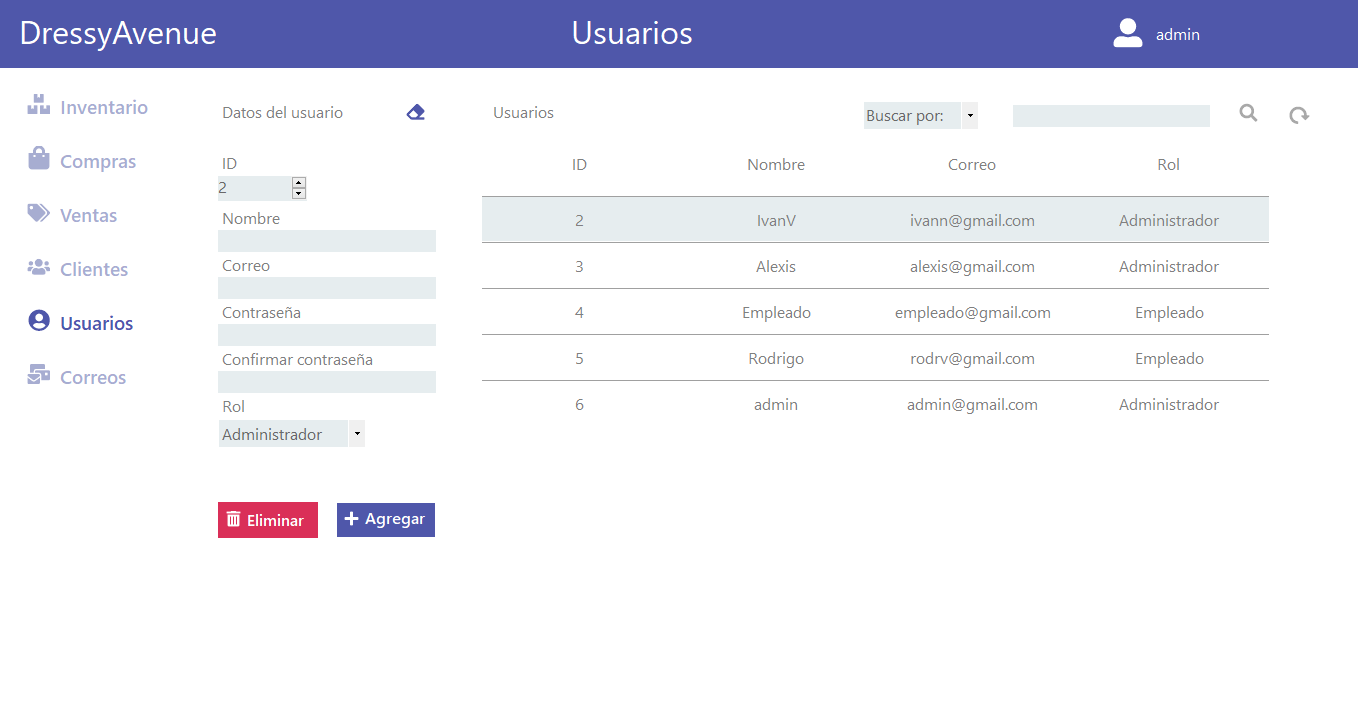 DressyAvenue
Usuarios
admin
Inventario
Compras
Ventas
Clientes
Usuarios
Correos
Datos del usuario
ID
2
Nombre
Correo
Contraseña
Confirmar contraseña
Rol
Administrador
Eliminar
Agregar
Usuarios
Buscar por:
ID Nombre Correo Rol
2 IvanV ivann@gmail.com Administrador
3 Alexis alexis@gmail.com Administrador
4 Empleado empleado@gmail.com Empleado
5 Rodrigo rodrv@gmail.com Empleado
6 admin admin@gmail.com Administrador